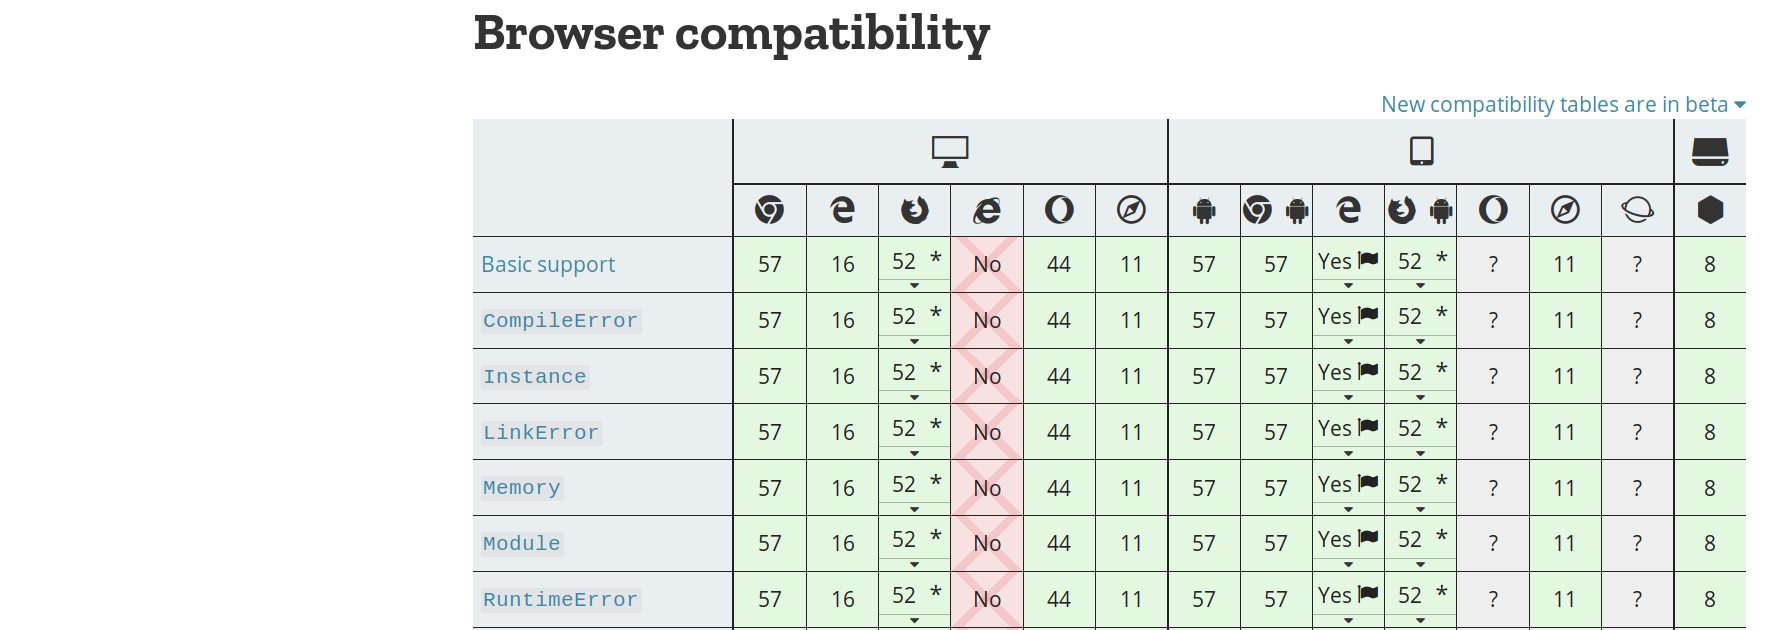 Browser compatibility
New compatibility tables are in beta
Basic support 57 16 52 * No 44 11 57 57 Yes 52 * ? 11 ? 8
CompileError 57 16 52 * No 44 11 57 57 Yes 52 * ? 11 ? 8
Instance 57 16 52 * No 44 11 57 57 Yes 52 * ? 11 ? 8
LinkError 57 16 52 * No 44 11 57 57 Yes 52 * ? 11 ? 8
Memory 57 16 52 * No 44 11 57 57 Yes 52 * ? 11 ? 8
Module 57 16 52 * No 44 11 57 57 Yes 52 * ? 11 ? 8
RuntimeError 57 16 52 * No 44 11 57 57 Yes 52 * ? 11 ? 8